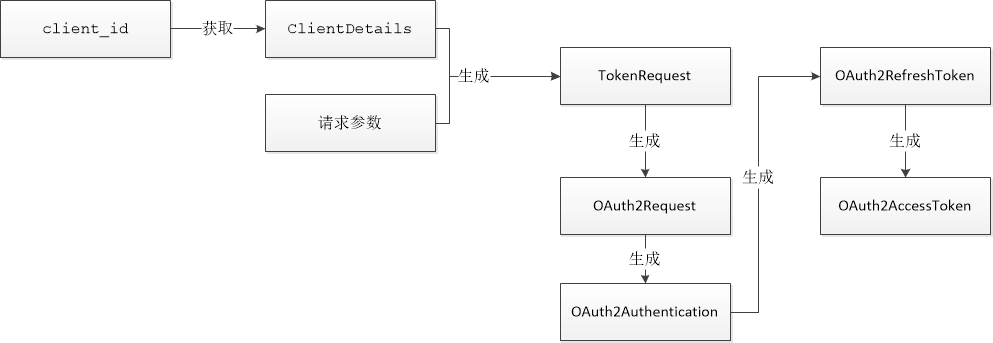 client_id
获取
ClientDetails
请求参数
生成
TokenRequest
生成
OAuth2Request
生成
OAuth2Authentication
生成
OAuth2RefreshToken
生成
OAuth2AccessToken